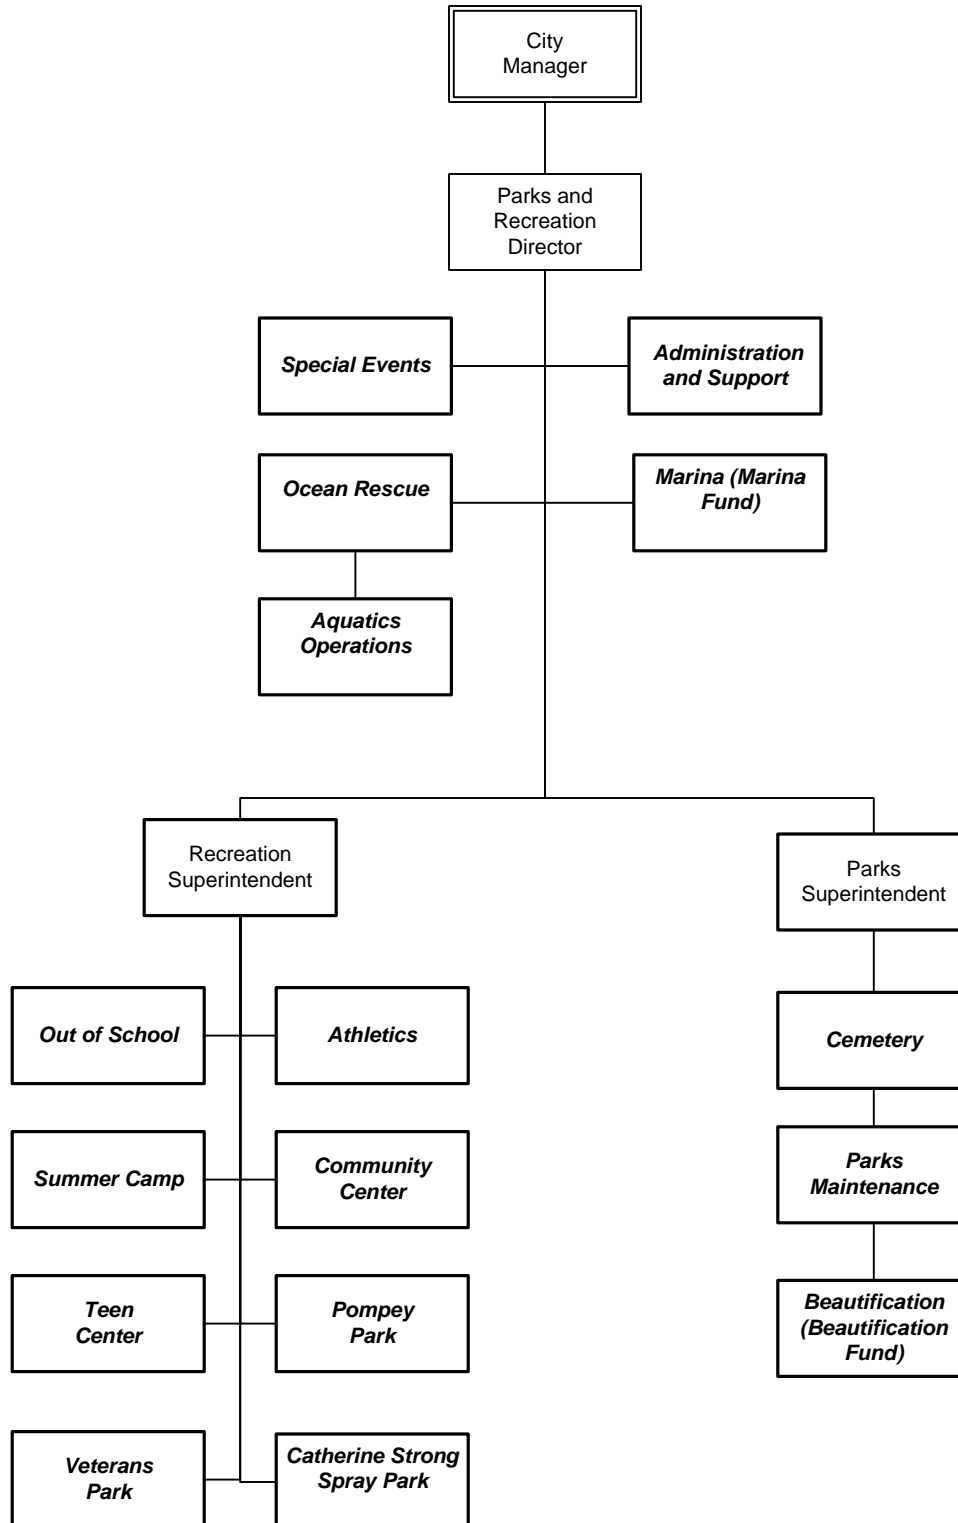 City
Manager
Parks and
Recreation
Director
Special Events
Administration
and Support
Ocean Rescue
Marina (Marina
Fund)
Aquatics
Operations
Recreation
Superintendent
Parks
Superintendent
Out of School
Athletics
Cemetery
Summer Camp
Community
Center
Parks
Maintenance
Teen
Center
Pompey
Park
Beautification
(Beautification
Fund)
Veterans
Park
Catherine Strong
Spray Park